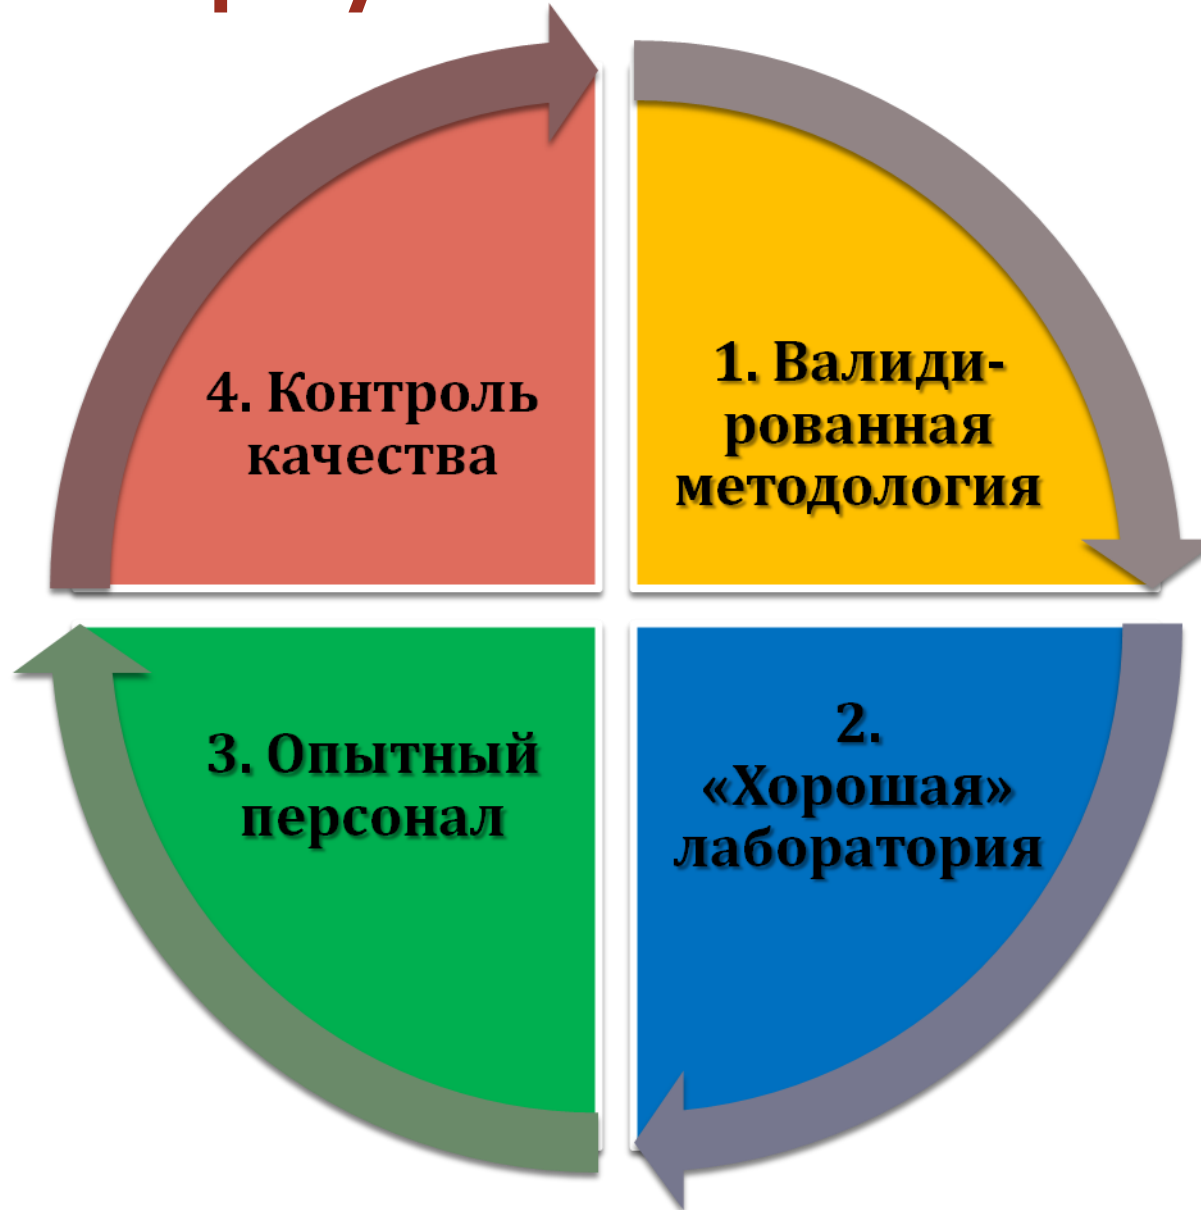 1. Валиди-
рованная
методология
2.
«Хорошая»
лаборатория
3. Опытный
персонал
4. Контроль
качества